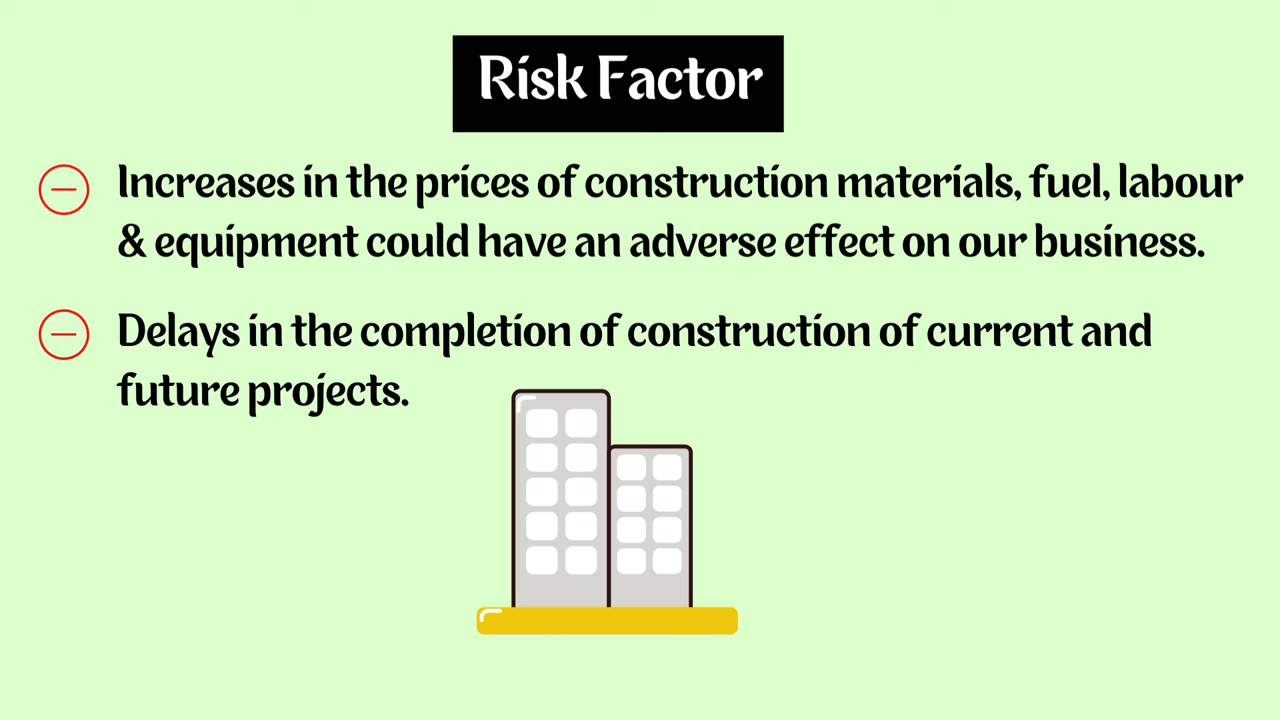 Risk Factor
Increases in the prices of construction materials, fuel, labour
& equipment could have an adverse effect on our business.
Delays in the completion of construction of current and
future projects.